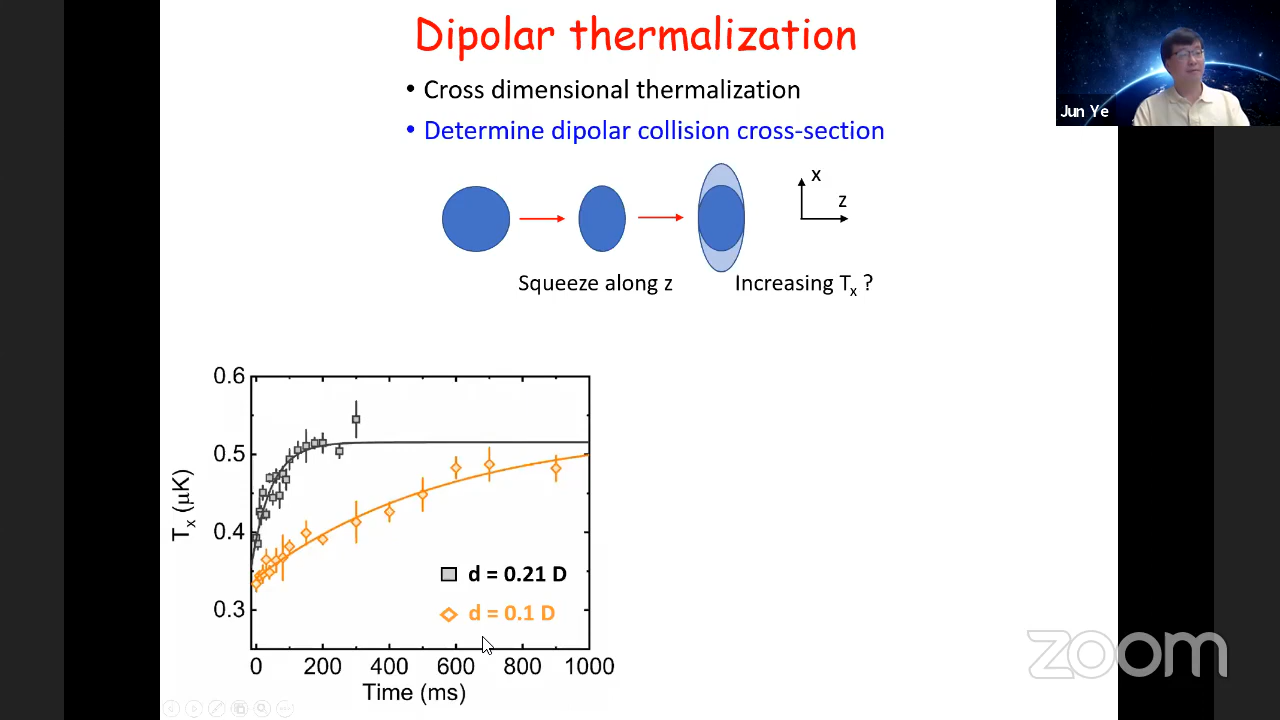 Dipolar thermalization
• Cross dimensional thermalization
• Determine dipolar collision cross-section
Jun Ye
x
z
Squeeze along z
Increasing Tx ?
0.6
0.5
0.4
0.3
Tx (μK)
d = 0.21 D
d = 0.1 D
0 200 400 600 800 1000
Time (ms)
zoom